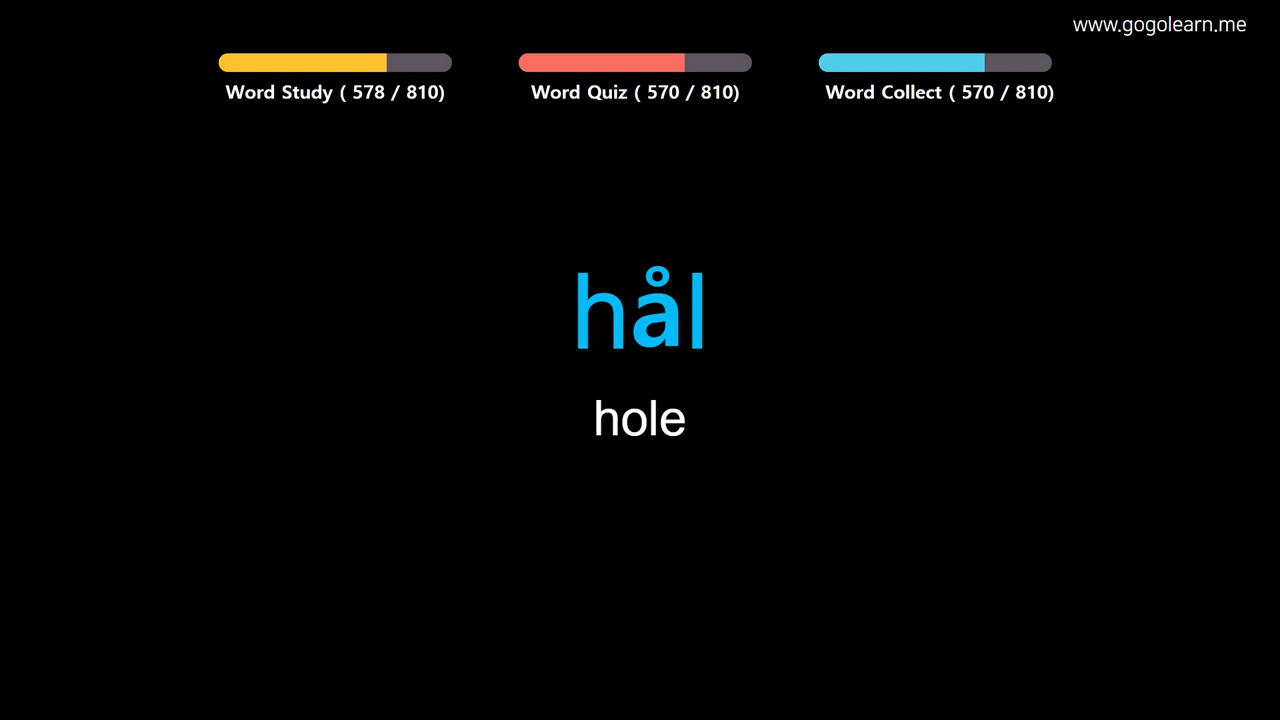 www.gogolearn.me
Word Study ( 578 / 810)
Word Quiz ( 570 / 810)
Word Collect ( 570 / 810)
hål
hole